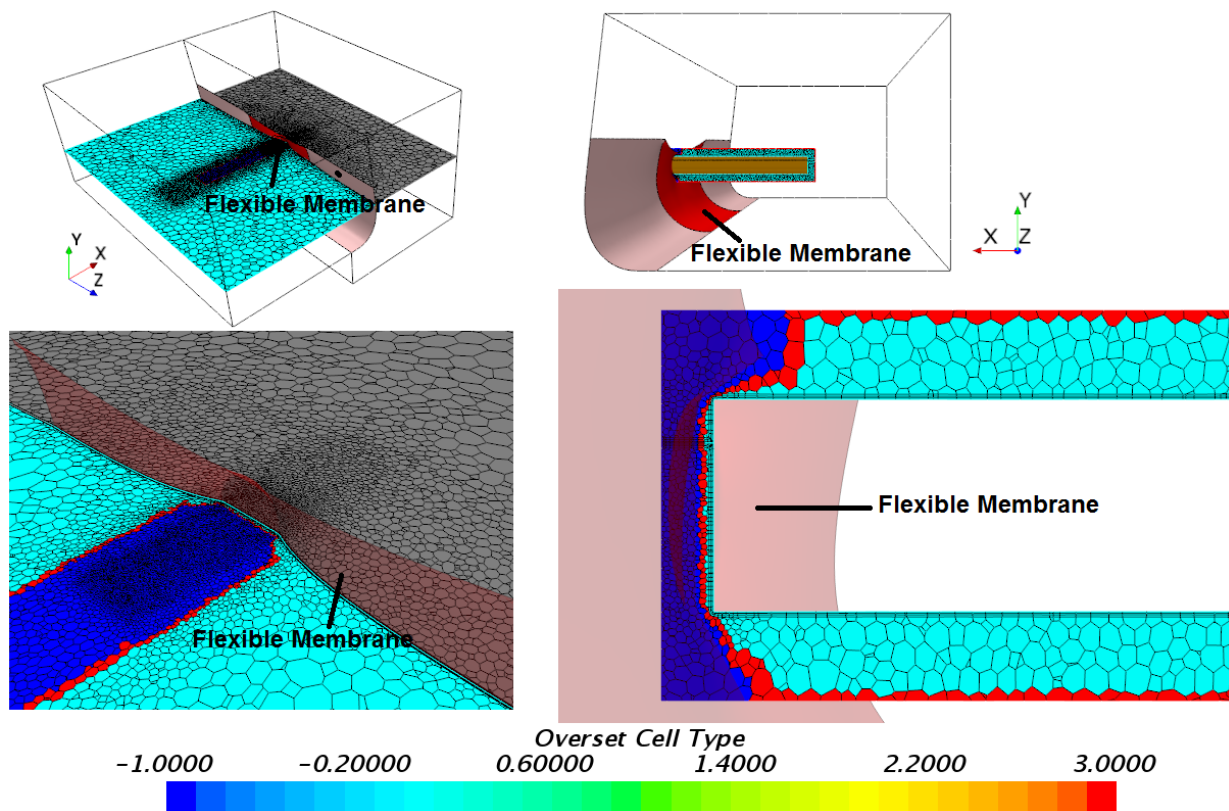 Flexible Membrane
Y
X
Z
Flexible Membrane
Y
X
Z
Flexible Membrane
Flexible Membrane
Overset Cell Type
-1.0000 -0.20000 0.60000 1.4000 2.2000 3.0000